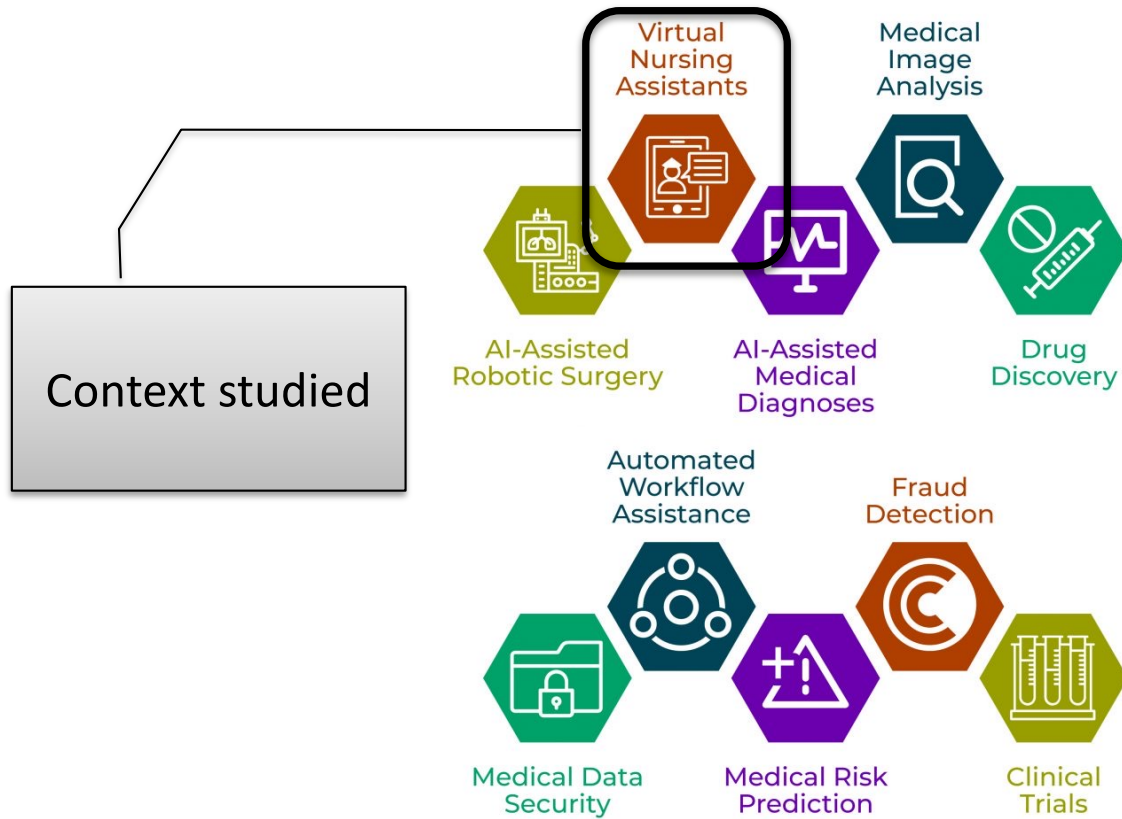 Virtual
Nursing
Assistants
Medical
Image
Analysis
Context studied
AI-Assisted
Robotic Surgery
AI-Assisted
Medical
Diagnoses
Drug
Discovery
Automated
Workflow
Assistance
Fraud
Detection
Medical Data
Security
Medical Risk
Prediction
Clinical
Trials